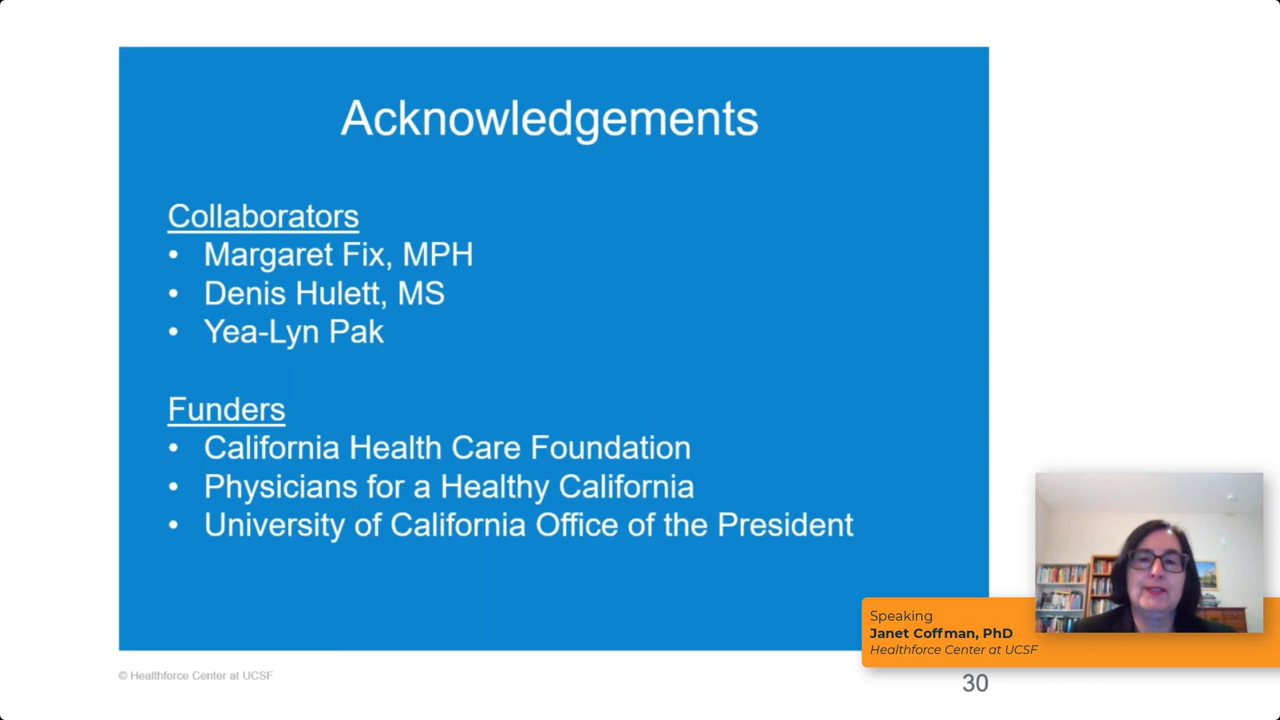 Acknowledgements
Collaborators
• Margaret Fix, MPH
• Denis Hulett, MS
• Yea-Lyn Pak
Funders
• California Health Care Foundation
• Physicians for a Healthy California
• University of California Office of the President
Speaking
Janet Coffman, PhD
Healthforce Center at UCSF
© Healthforce Center at UCSF
30